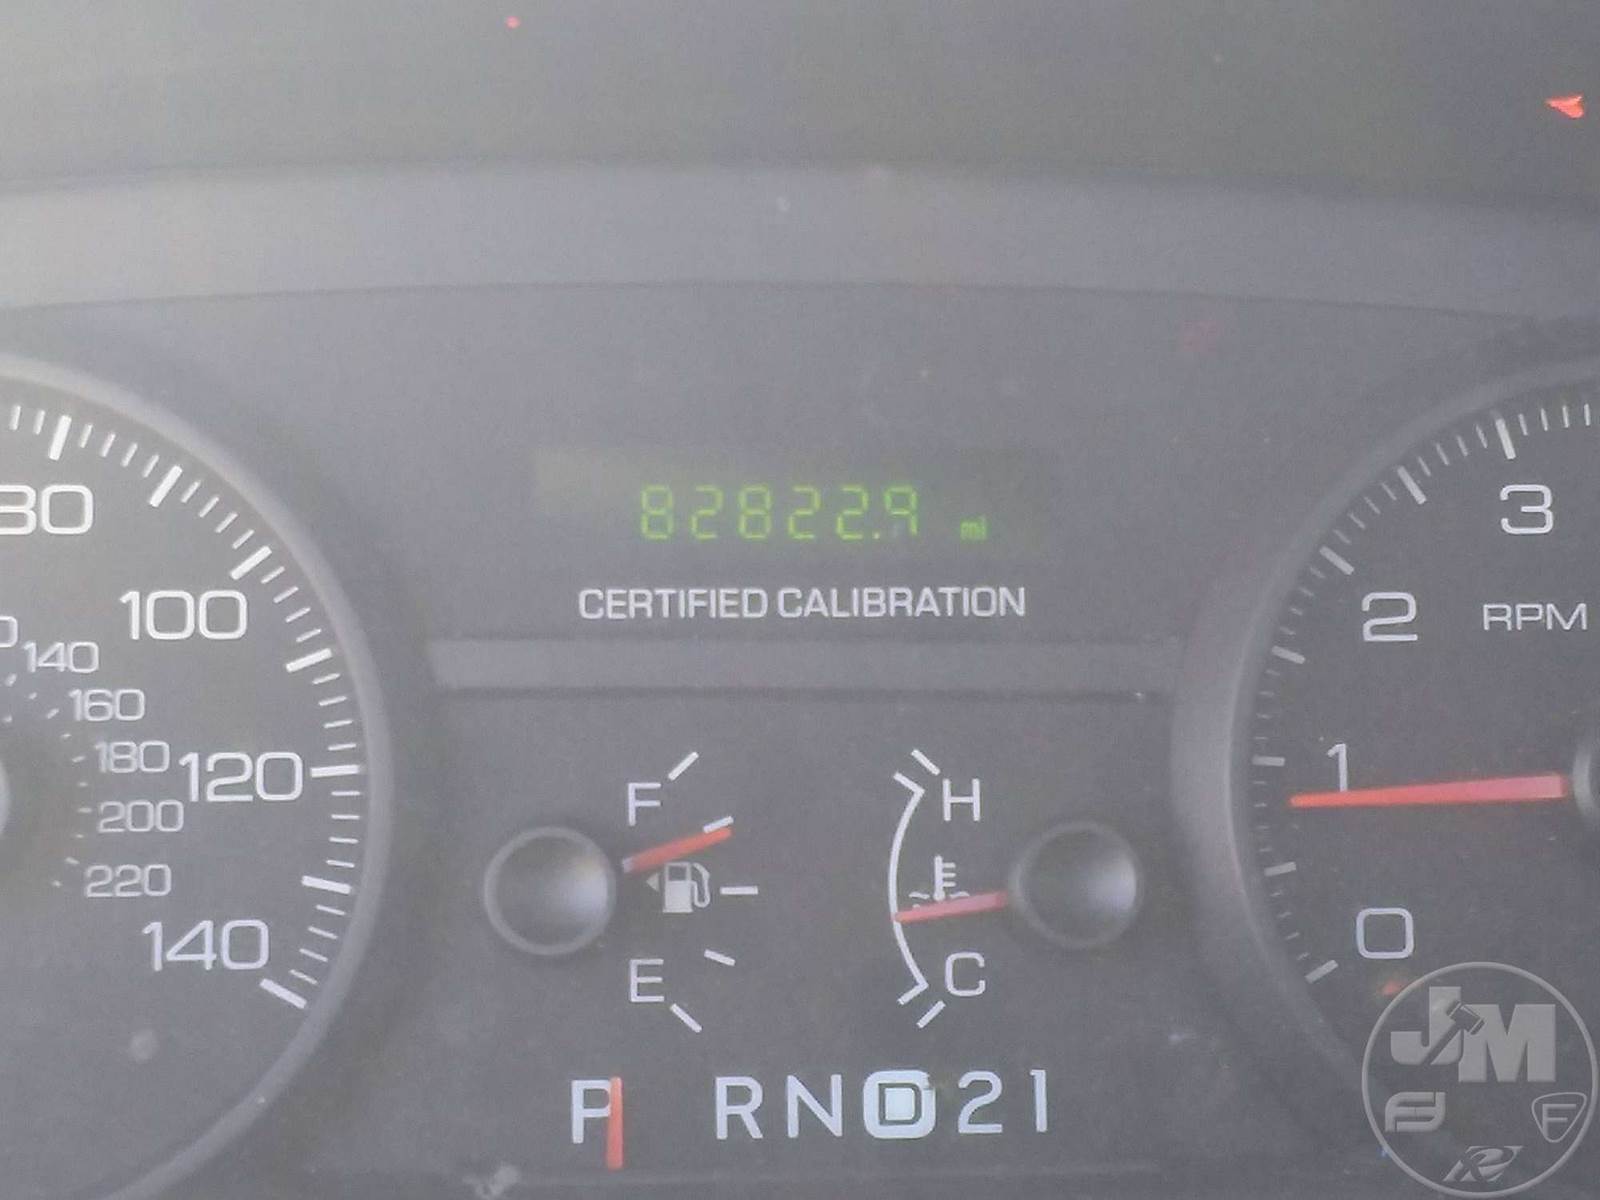 82822.9 mi
CERTIFIED CALIBRATION
100
120
140
140
160
180
200
220
F
E
H
C
3
2
1
0
RPM
P R N D 2 1
JM
F